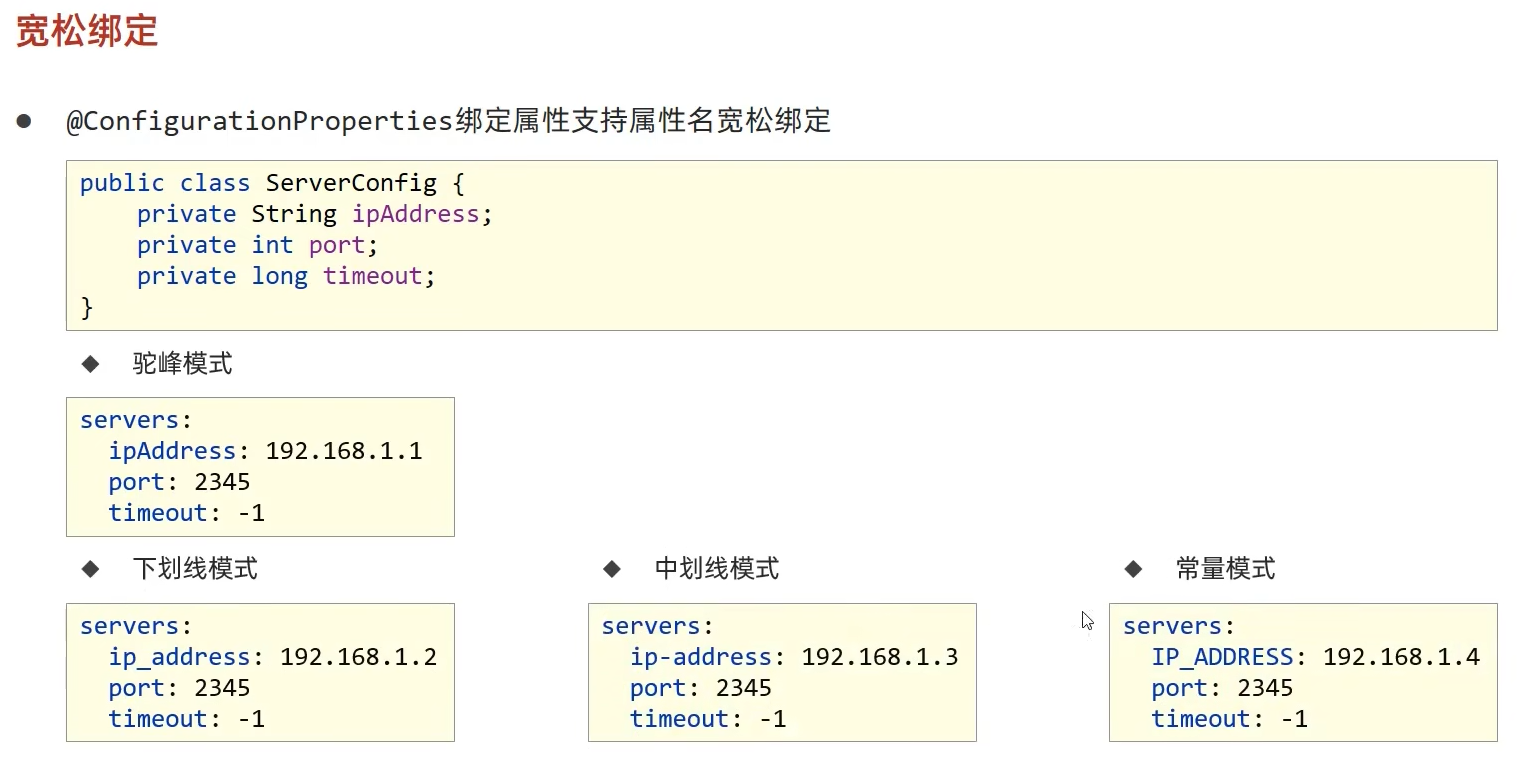 宽松绑定
● @ConfigurationProperties绑定属性支持属性名宽松绑定
public class ServerConfig {
    private String ipAddress;
    private int port;
    private long timeout;
}
◆ 驼峰模式
servers:
  ipAddress: 192.168.1.1
  port: 2345
  timeout: -1
◆ 下划线模式
servers:
  ip_address: 192.168.1.2
  port: 2345
  timeout: -1
◆ 中划线模式
servers:
  ip-address: 192.168.1.3
  port: 2345
  timeout: -1
◆ 常量模式
servers:
  IP_ADDRESS: 192.168.1.4
  port: 2345
  timeout: -1